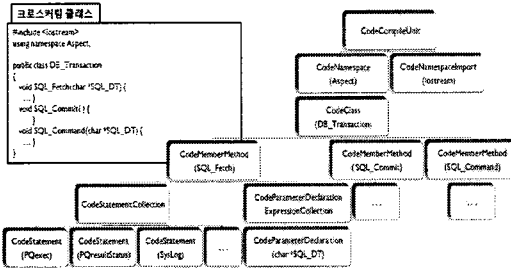 크로스커팅 클래스
#include <iostream>
using namespace Aspect;
public class DB_Transaction
{
void SQL_Fetch(char *SQL_DT) {
... }
void SQL_Commit( ) {
}
void SQL_Command(char *SQL_DT) {
... }
}
CodeCompileUnit
CodeNamespace
(Aspect)
CodeNamespaceImport
(iostream)
CodeClass
(DB_Transaction)
CodeMemberMethod
(SQL_Fetch)
CodeMemberMethod
(SQL_Commit)
CodeMemberMethod
(SQL_Command)
CodeStatementCollection
CodeParameterDeclaration
ExpressionCollection
...
...
CodeStatement
(PQexec)
CodeStatement
(PQresultStatus)
CodeStatement
(SysLog)
...
CodeParameterDeclaration
(char *SQL_DT)